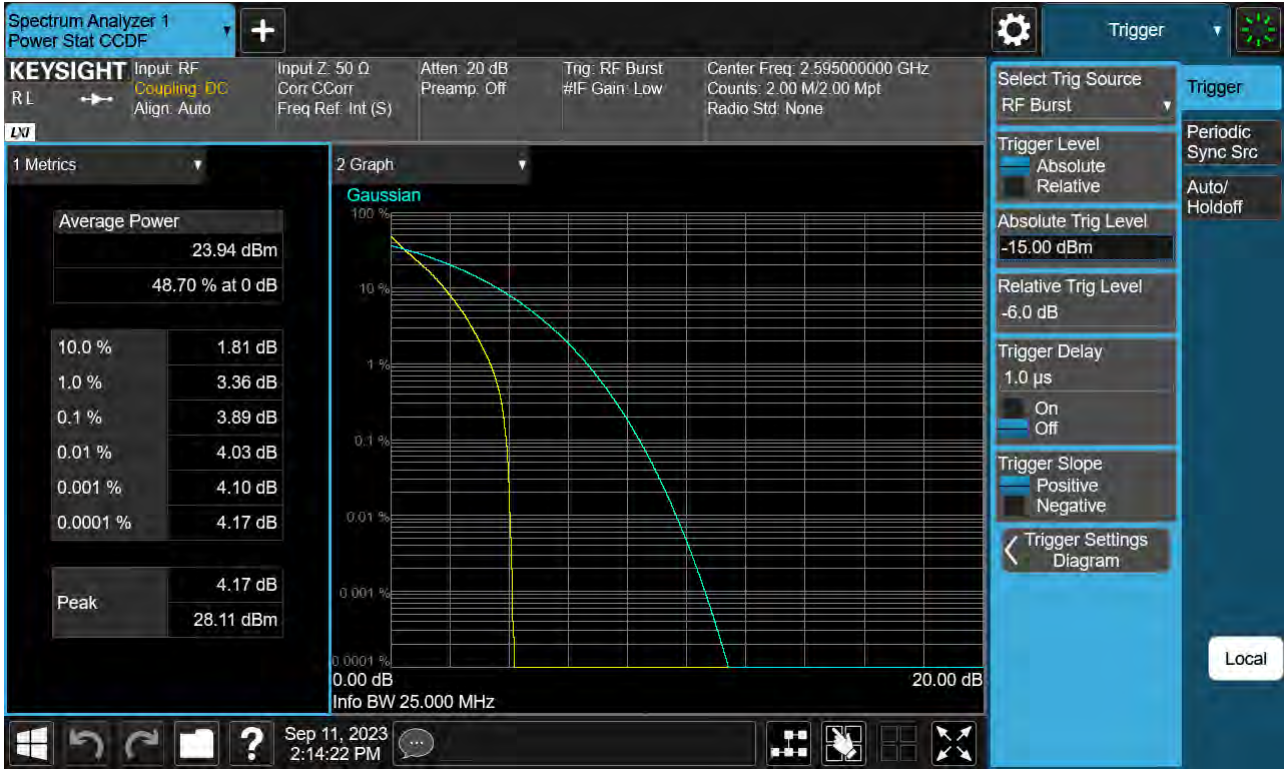 Spectrum Analyzer 1
Power Stat CCDF
+
Trigger
KEYSIGHT
R L
LXI
Input: RF
Coupling: DC
Align: Auto
Input Z: 50 Ω
Corr CCorr
Freq Ref: Int (S)
Atten: 20 dB
Preamp: Off
Trig: RF Burst
#IF Gain: Low
Center Freq: 2.595000000 GHz
Counts: 2.00 M/2.00 Mpt
Radio Std: None
1 Metrics
Average Power
23.94 dBm
48.70 % at 0 dB
10.0 % 1.81 dB
1.0 % 3.36 dB
0.1 % 3.89 dB
0.01 % 4.03 dB
0.001 % 4.10 dB
0.0001 % 4.17 dB
Peak
4.17 dB
28.11 dBm
2 Graph
Gaussian
100 %
10 %
1 %
0.1 %
0.01 %
0.001 %
0.0001 %
0.00 dB
20.00 dB
Info BW 25.000 MHz
Select Trig Source
RF Burst
Trigger Level
Absolute
Relative
Absolute Trig Level
-15.00 dBm
Relative Trig Level
-6.0 dB
Trigger Delay
1.0 µs
On
Off
Trigger Slope
Positive
Negative
Trigger Settings
Diagram
Trigger
Periodic
Sync Src
Auto/
Holdoff
Local
?
Sep 11, 2023
2:14:22 PM